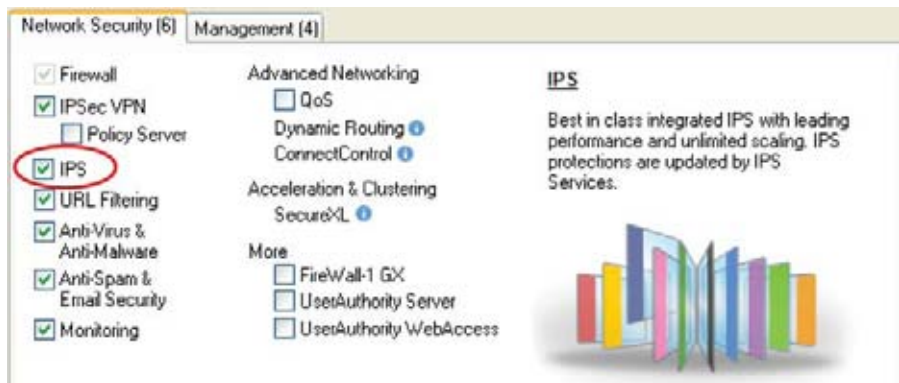 Network Security (6)
Management (4)
Firewall
IPSec VPN
Policy Server
IPS
URL Filtering
Anti-Virus &
Anti-Malware
Anti-Spam &
Email Security
Monitoring
Advanced Networking
QoS
Dynamic Routing
ConnectControl
Acceleration & Clustering
SecureXL
More
FireWall-1 GX
UserAuthority Server
UserAuthority WebAccess
IPS
Best in class integrated IPS with leading
performance and unlimited scaling. IPS
protections are updated by IPS
Services.